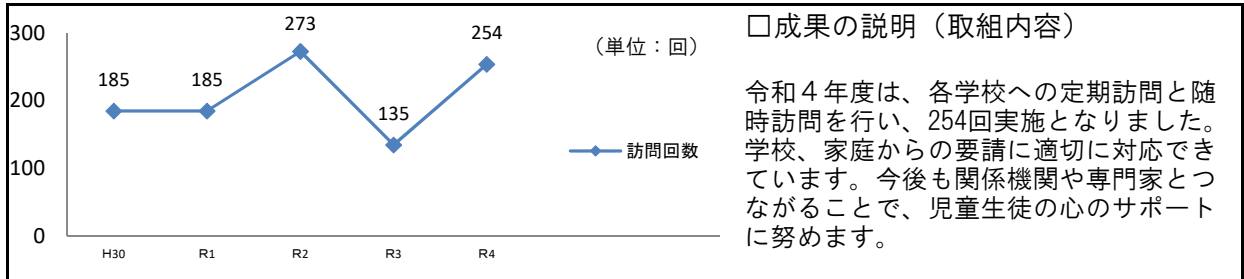 300
200
100
0
185
185
273
135
254
(単位:回)
訪問回数
H30
R1
R2
R3
R4
□成果の説明(取組内容)
令和4年度は、各学校への定期訪問と随
時訪問を行い、254回実施となりました。
学校、家庭からの要請に適切に対応でき
ています。今後も関係機関や専門家とつ
ながることで、児童生徒の心のサポート
に努めます。